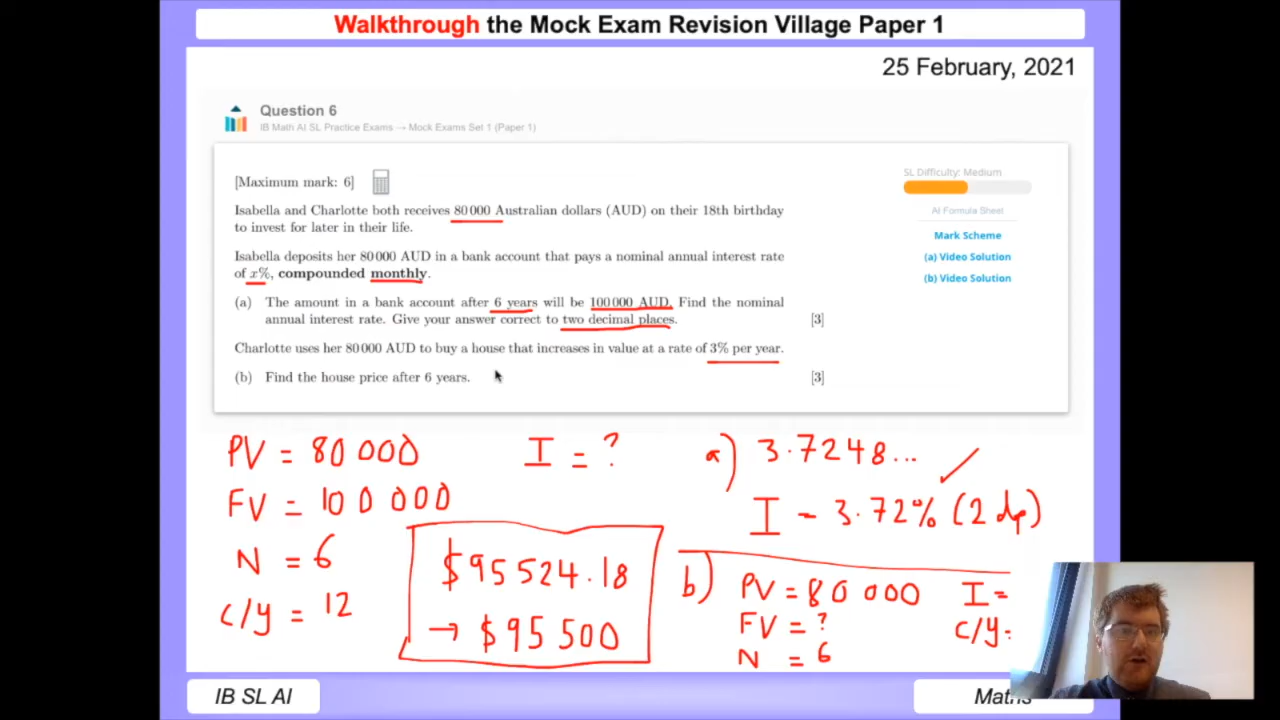 Walkthrough the Mock Exam Revision Village Paper 1
25 February, 2021
Question 6
IB Math AI SL Practice Exams → Mock Exams Set 1 (Paper 1)
[Maximum mark: 6]
SL Difficulty: Medium
AI Formula Sheet
Mark Scheme
(a) Video Solution
(b) Video Solution
Isabella and Charlotte both receives 80 000 Australian dollars (AUD) on their 18th birthday
to invest for later in their life.
Isabella deposits her 80 000 AUD in a bank account that pays a nominal annual interest rate
of x%, compounded monthly.
(a) The amount in a bank account after 6 years will be 100 000 AUD. Find the nominal
annual interest rate. Give your answer correct to two decimal places. [3]
Charlotte uses her 80 000 AUD to buy a house that increases in value at a rate of 3% per year.
(b) Find the house price after 6 years. [3]
PV = 80 000
FV = 100 000
N = 6
C/Y = 12
I = ?
$95 524.18
→ $95 500
a) 3.7248...
I = 3.72% (2 dp)
b) PV = 80 000 I =
FV = ? C/Y =
N = 6
IB SL AI
Maths